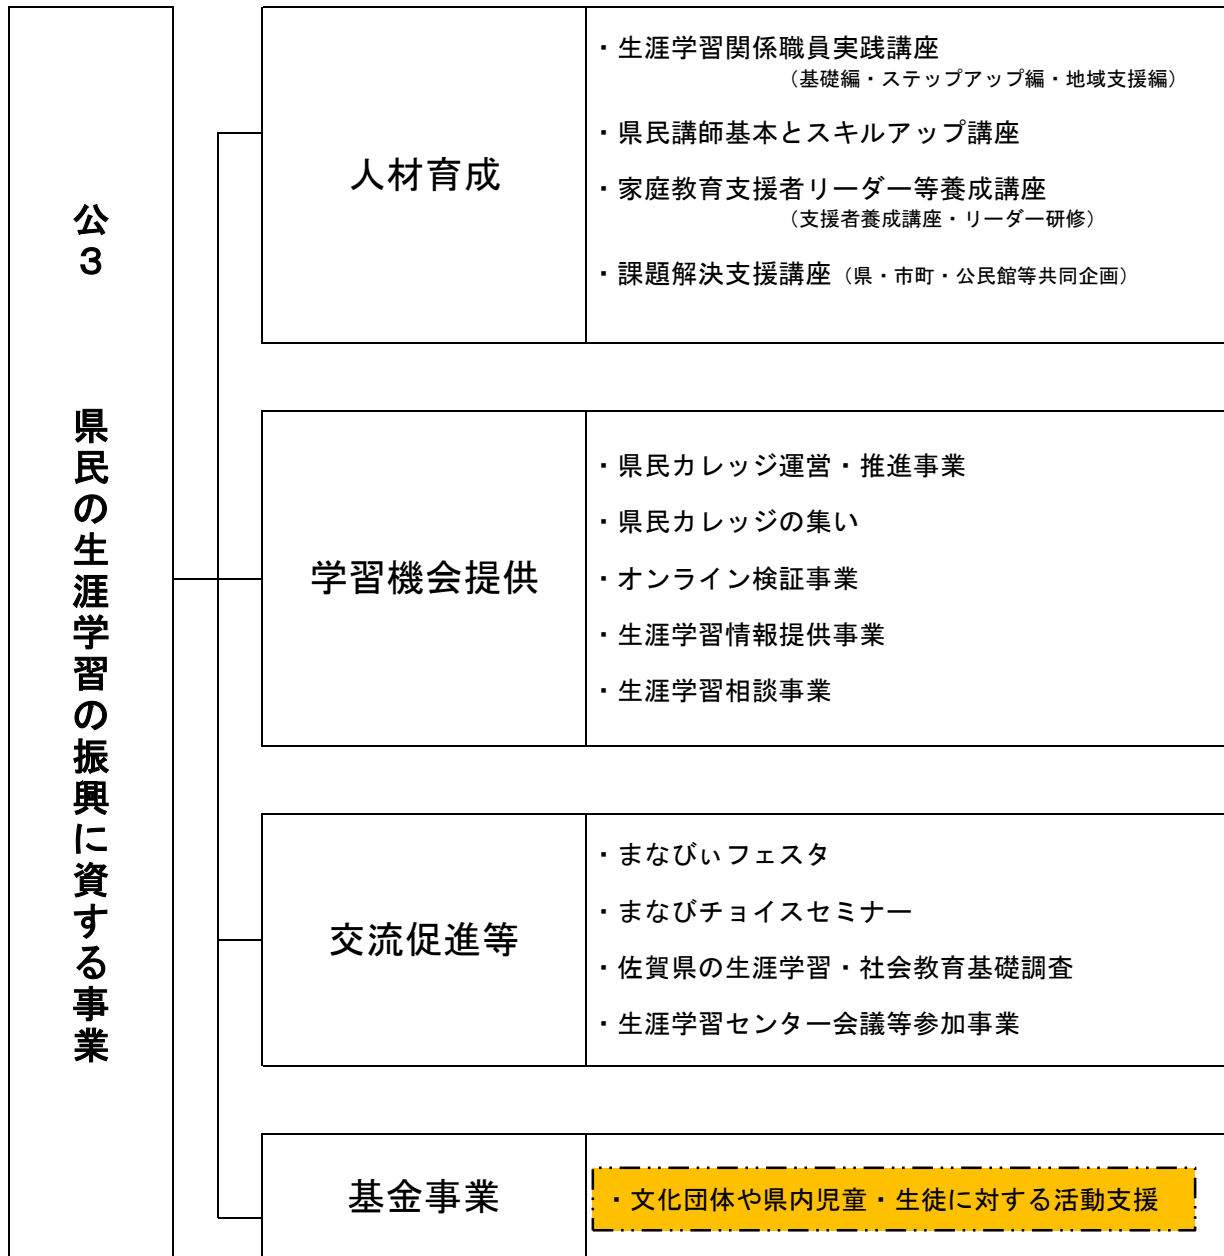 公３　県民の生涯学習の振興に資する事業
人材育成
・生涯学習関係職員実践講座
（基礎編・ステップアップ編・地域支援編）
・県民講師基本とスキルアップ講座
・家庭教育支援者リーダー等養成講座
（支援者養成講座・リーダー研修）
・課題解決支援講座（県・市町・公民館等共同企画）
学習機会提供
・県民カレッジ運営・推進事業
・県民カレッジの集い
・オンライン検証事業
・生涯学習情報提供事業
・生涯学習相談事業
交流促進等
・まなびぃフェスタ
・まなびチョイスセミナー
・佐賀県の生涯学習・社会教育基礎調査
・生涯学習センター会議等参加事業
基金事業
・文化団体や県内児童・生徒に対する活動支援